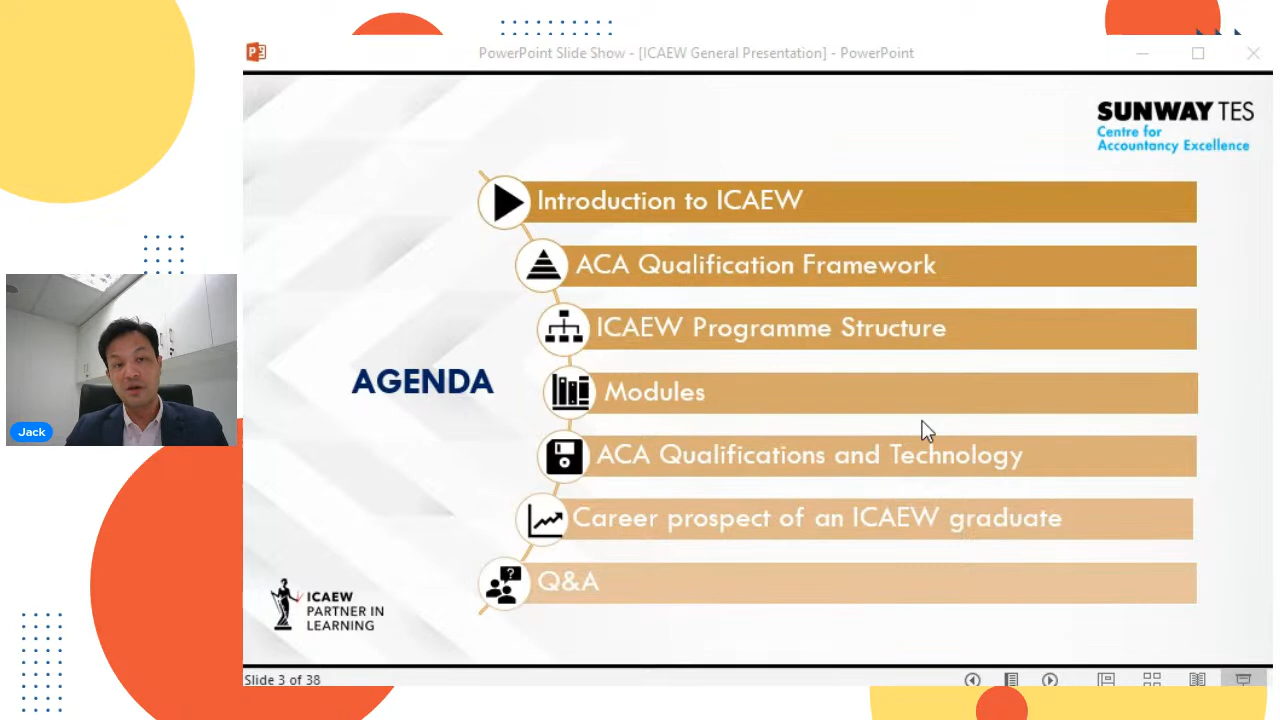 PowerPoint Slide Show - [ICAEW General Presentation] - PowerPoint
SUNWAY TES
Centre for
Accountancy Excellence
Introduction to ICAEW
ACA Qualification Framework
ICAEW Programme Structure
AGENDA
Modules
Jack
ACA Qualifications and Technology
Career prospect of an ICAEW graduate
Q&A
ICAEW
PARTNER IN
LEARNING
Slide 3 of 38